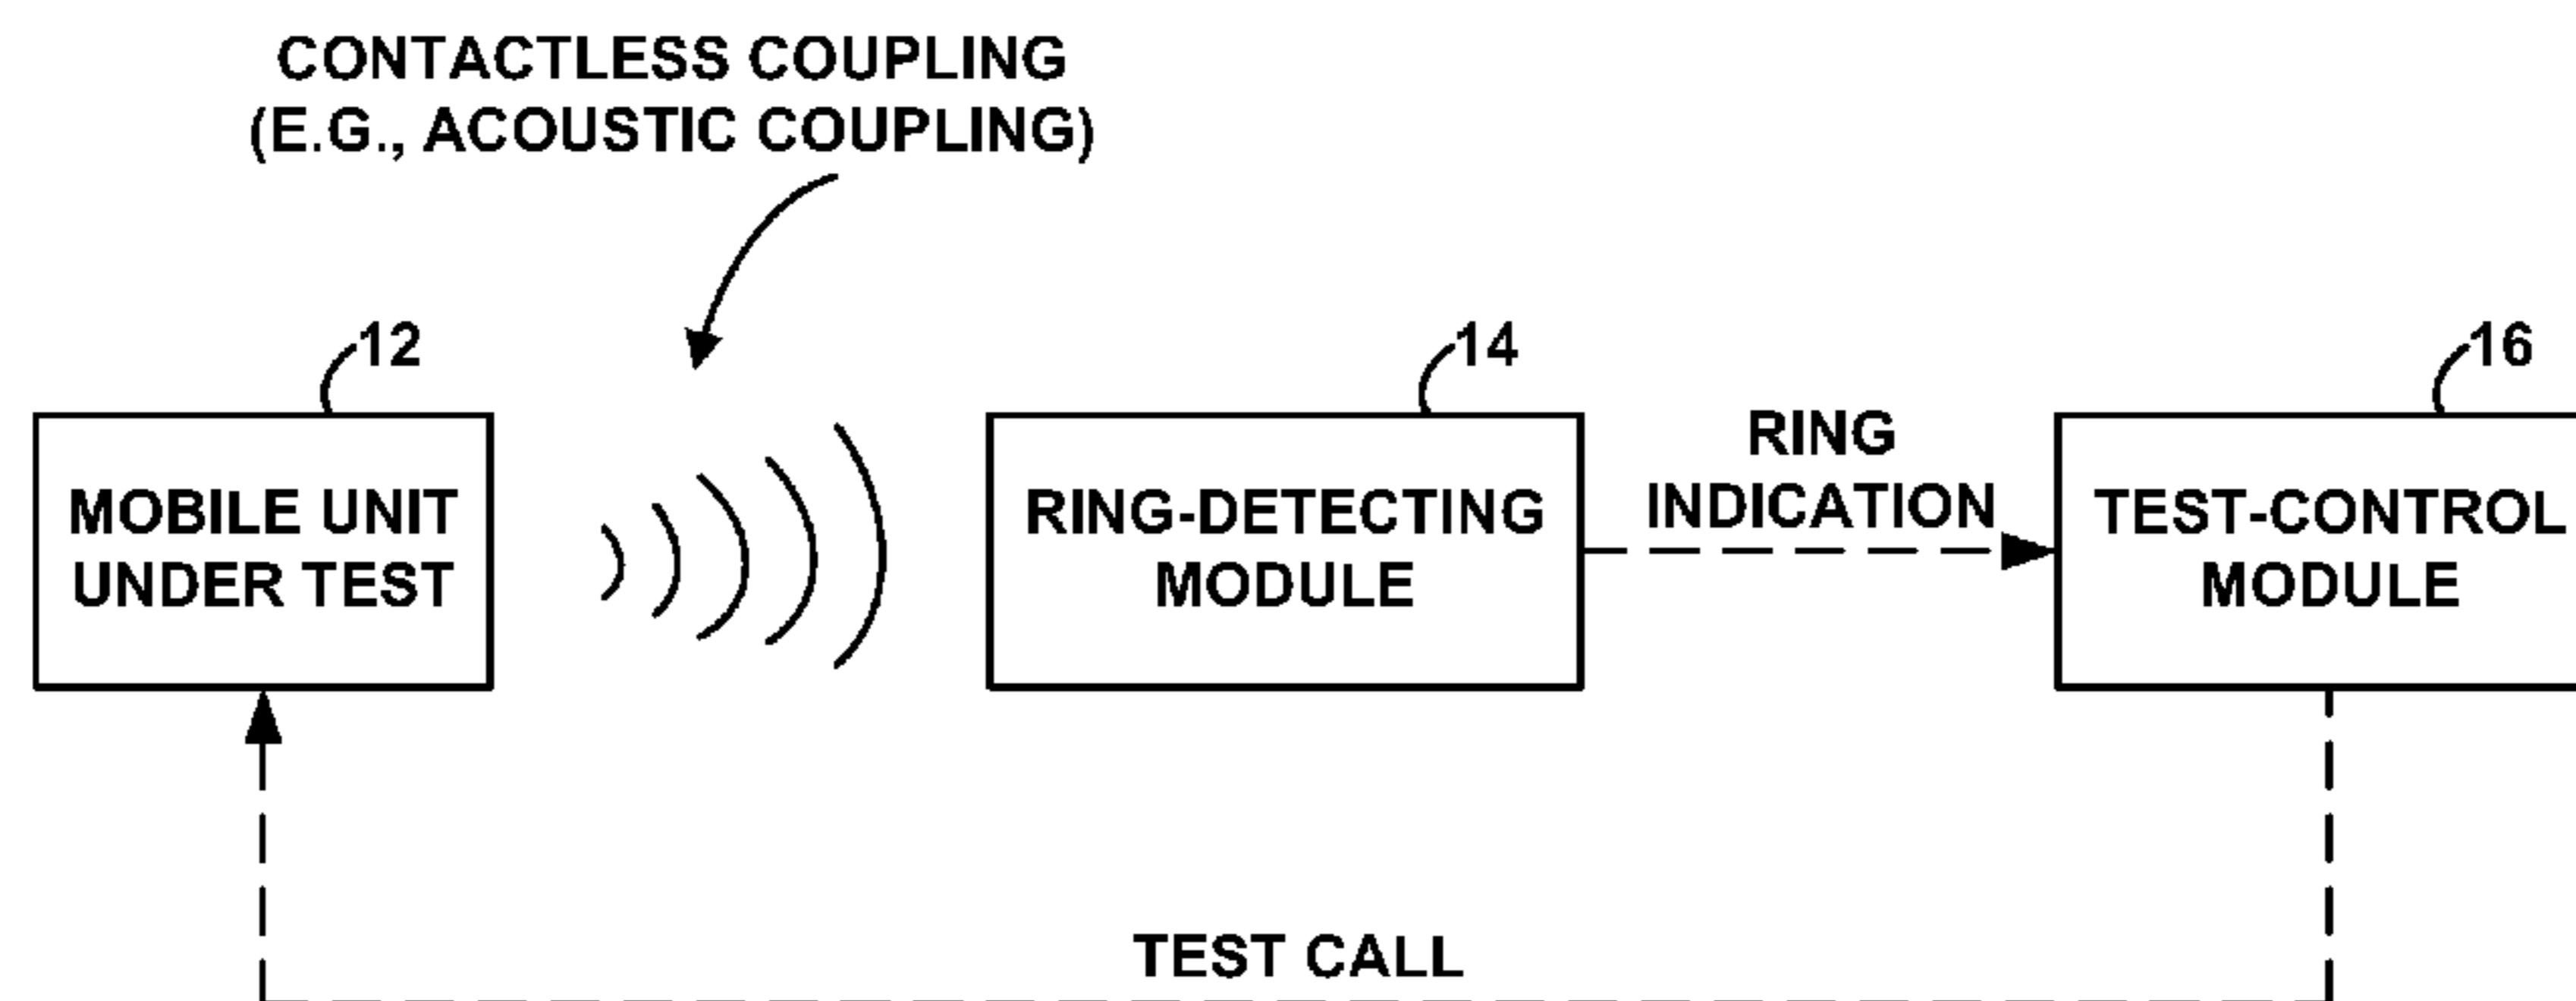 CONTACTLESS COUPLING
(E.G., ACOUSTIC COUPLING)
12
14
16
MOBILE UNIT
UNDER TEST
RING-DETECTING
MODULE
RING
INDICATION
TEST-CONTROL
MODULE
TEST CALL